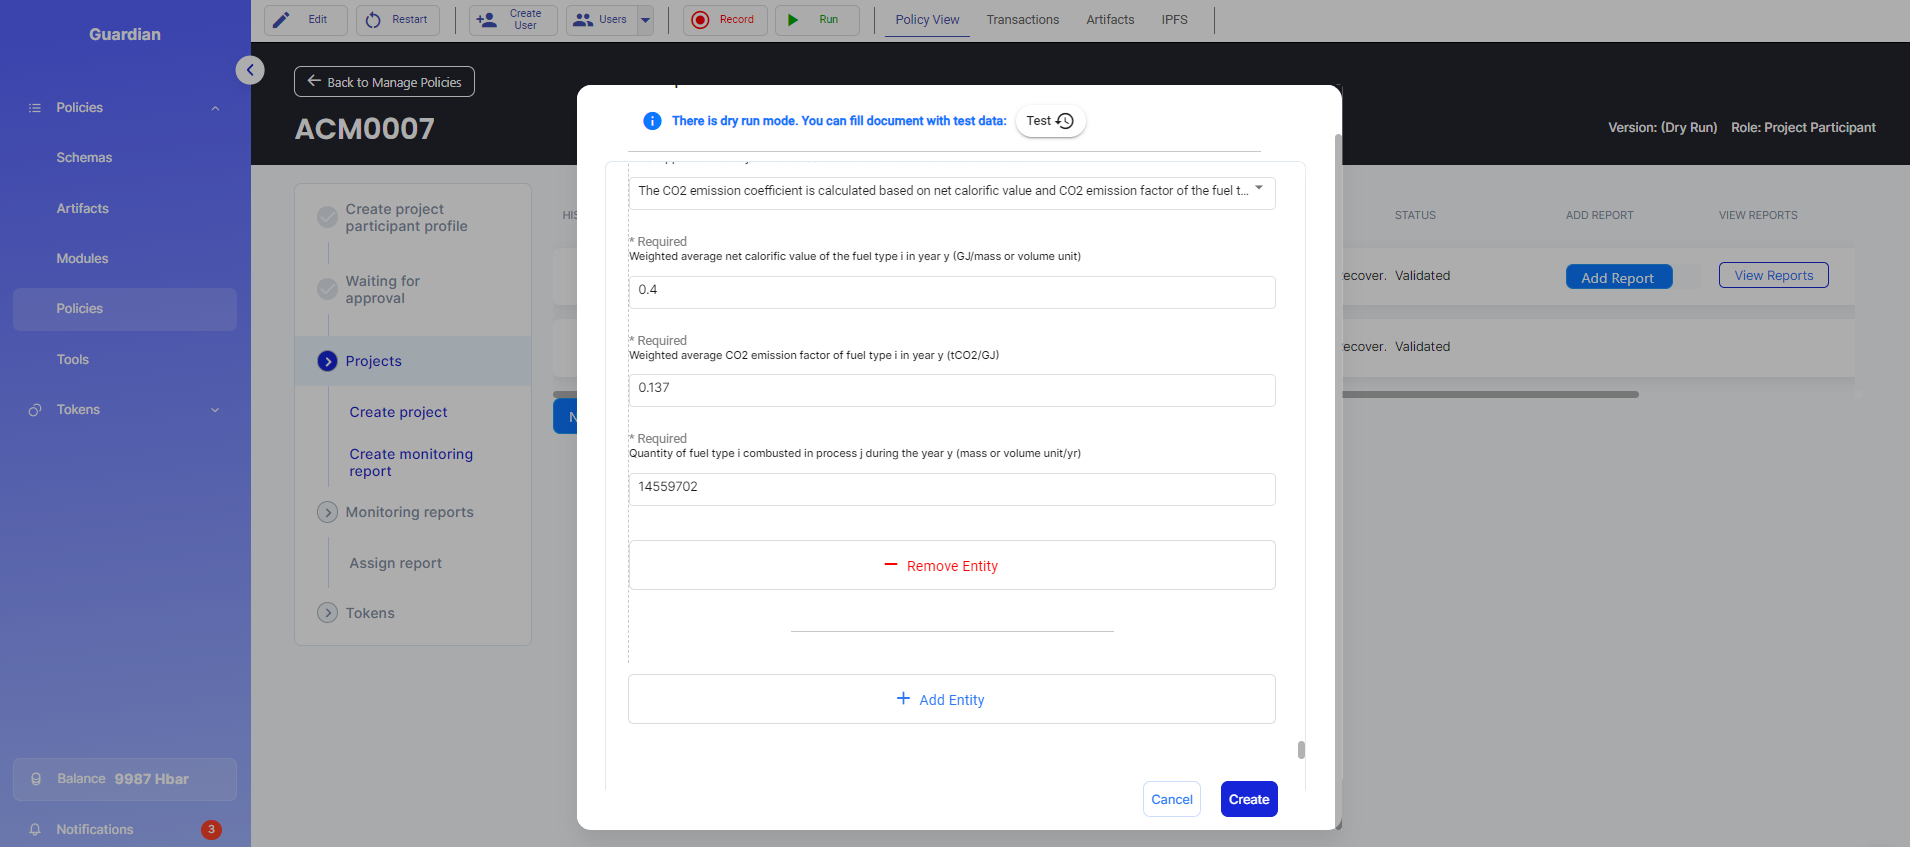 Guardian
Policies
Schemas
Artifacts
Modules
Policies
Tools
Tokens
Balance 9987 Hbar
Notifications 3
Edit
Restart
Create User
Users
Record
Run
Policy View
Transactions
Artifacts
IPFS
Back to Manage Policies
ACM0007
Version: (Dry Run) Role: Project Participant
Create project
participant profile
Waiting for
approval
Projects
Create project
Create monitoring
report
Monitoring reports
Assign report
Tokens
STATUS
ADD REPORT
VIEW REPORTS
Validated
Add Report
View Reports
Validated
There is dry run mode. You can fill document with test data:
Test
The CO2 emission coefficient is calculated based on net calorific value and CO2 emission factor of the fuel t...
* Required
Weighted average net calorific value of the fuel type i in year y (GJ/mass or volume unit)
0.4
* Required
Weighted average CO2 emission factor of fuel type i in year y (tCO2/GJ)
0.137
* Required
Quantity of fuel type i combusted in process j during the year y (mass or volume unit/yr)
14559702
Remove Entity
Add Entity
Cancel
Create